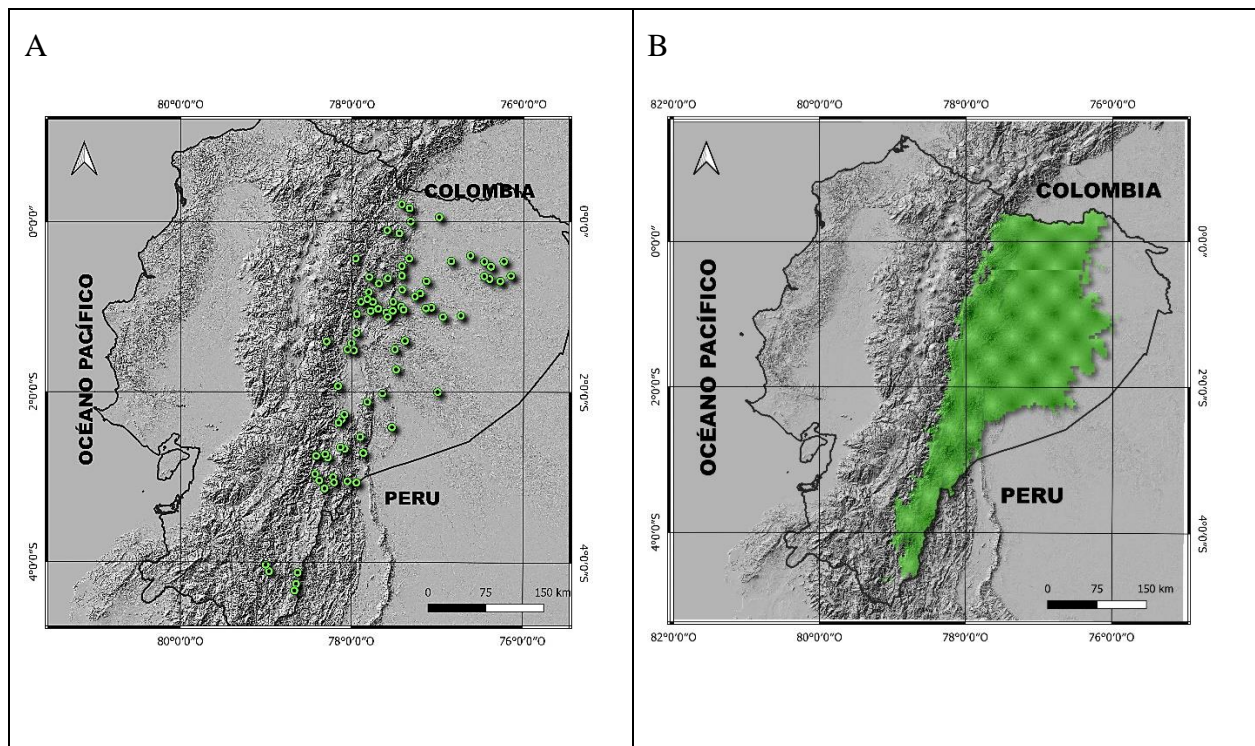 A
80°0'0"O 78°0'0"O 76°0'0"O
COLOMBIA
0°0'0" 0°0'0"
OCÉANO PACÍFICO
2°0'0"S 2°0'0"S
PERU
4°0'0"S 4°0'0"S
0 75 150 km
80°0'0"O 78°0'0"O 76°0'0"O
B
82°0'0"O 80°0'0"O 78°0'0"O 76°0'0"O
COLOMBIA
0°0'0" 0°0'0"
OCÉANO PACÍFICO
2°0'0"S 2°0'0"S
PERU
4°0'0"S 4°0'0"S
0 75 150 km
82°0'0"O 80°0'0"O 78°0'0"O 76°0'0"O